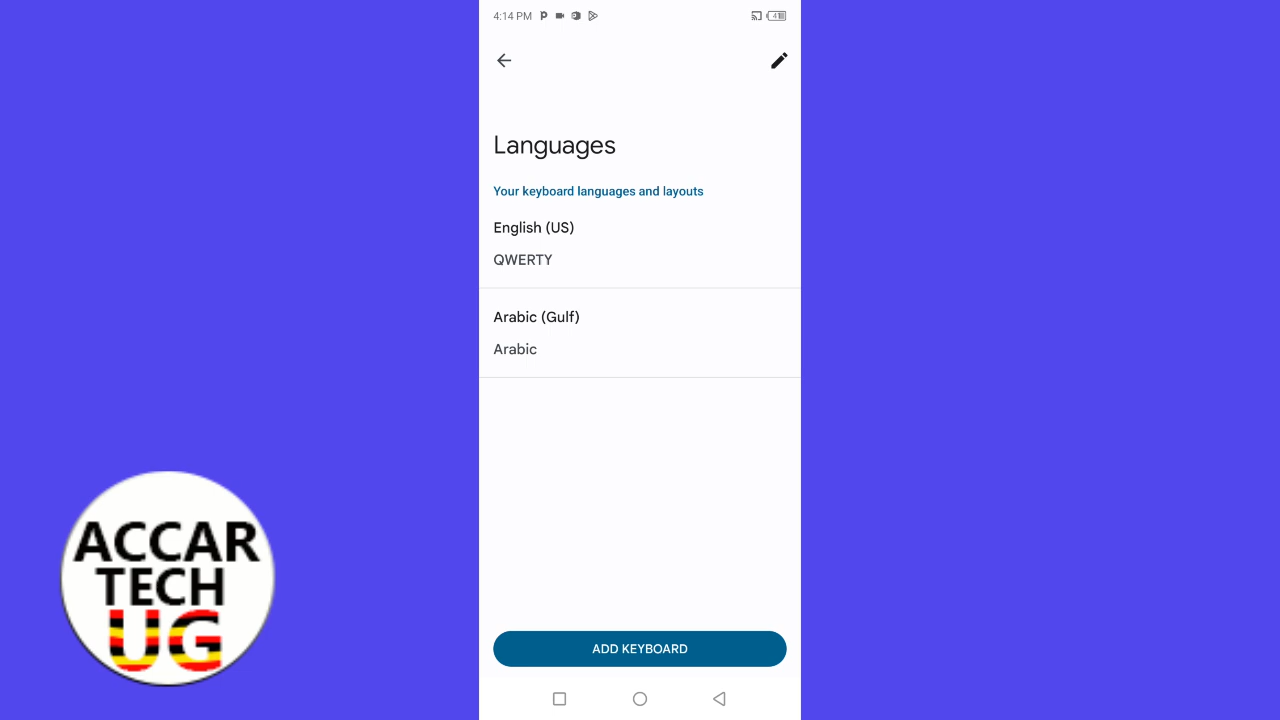 4:14 PM
Languages
Your keyboard languages and layouts
English (US)
QWERTY
Arabic (Gulf)
Arabic
ADD KEYBOARD
ACCAR
TECH
UG